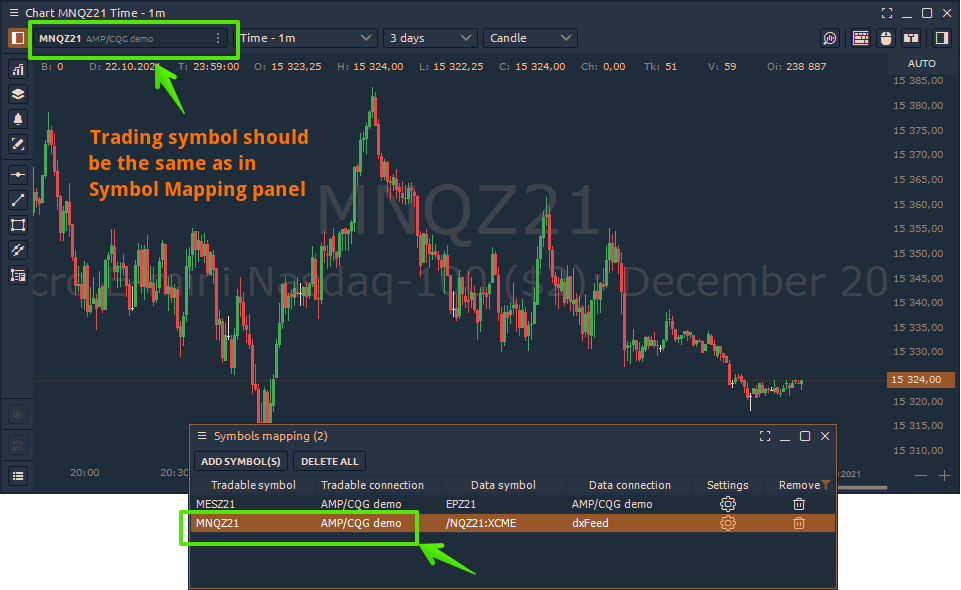 Chart MNQZ21 Time - 1m
MNQZ21 AMP/CQG demo
Time - 1m
3 days
Candle
B: 0 D: 22.10.202 T: 23:59:00 O: 15 323,25 H: 15 324,00 L: 15 322,25 C: 15 324,00 Ch: 0,00 Tk: 51 V: 59 Oi: 238 887
AUTO
15 385,00
15 380,00
15 375,00
15 370,00
15 365,00
15 360,00
15 355,00
15 350,00
15 345,00
15 340,00
15 335,00
15 330,00
15 324,00
15 320,00
15 315,00
15 310,00
Trading symbol should
be the same as in
Symbol Mapping panel
MNQZ21
December 20
20:00
20:30
.2021
Symbols mapping (2)
ADD SYMBOL(S) DELETE ALL
Tradable symbol Tradable connection Data symbol Data connection Settings Remove
MESZ21 AMP/CQG demo EPZ21 AMP/CQG demo
MNQZ21 AMP/CQG demo /NQZ21:XCME dxFeed